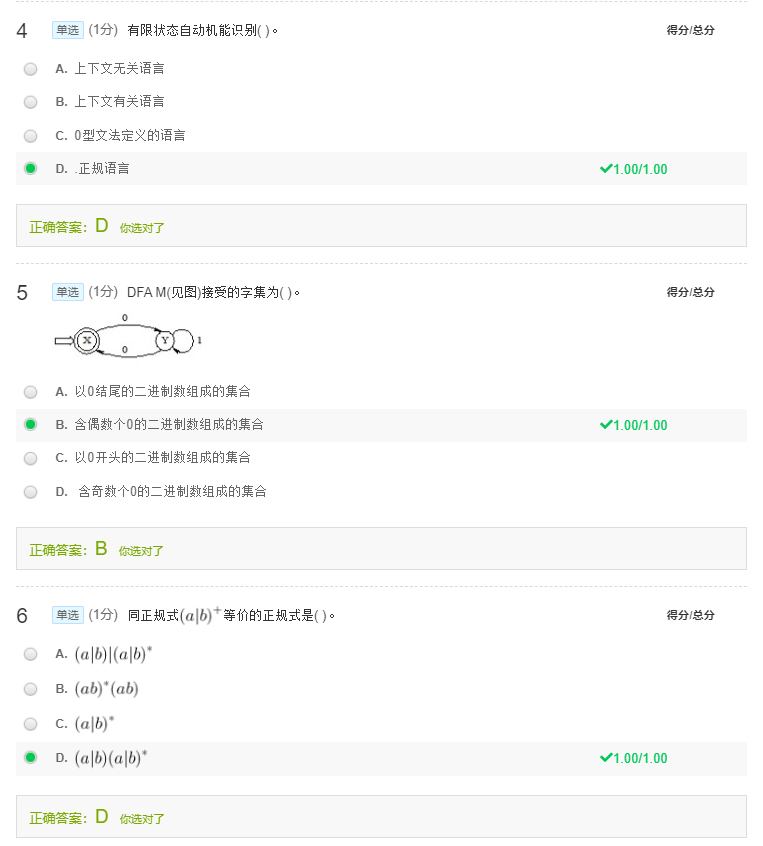 4 单选 (1分) 有限状态自动机能识别( )。 得分/总分
A. 上下文无关语言
B. 上下文有关语言
C. 0型文法定义的语言
D. .正规语言 1.00/1.00
正确答案：D 你选对了
5 单选 (1分) DFA M(见图)接受的字集为( )。 得分/总分
0
X Y 1
0
A. 以0结尾的二进制数组成的集合
B. 含偶数个0的二进制数组成的集合 1.00/1.00
C. 以0开头的二进制数组成的集合
D. 含奇数个0的二进制数组成的集合
正确答案：B 你选对了
6 单选 (1分) 同正规式(a|b)⁺等价的正规式是( )。 得分/总分
A. (a|b)|(a|b)*
B. (ab)*(ab)
C. (a|b)*
D. (a|b)(a|b)* 1.00/1.00
正确答案：D 你选对了